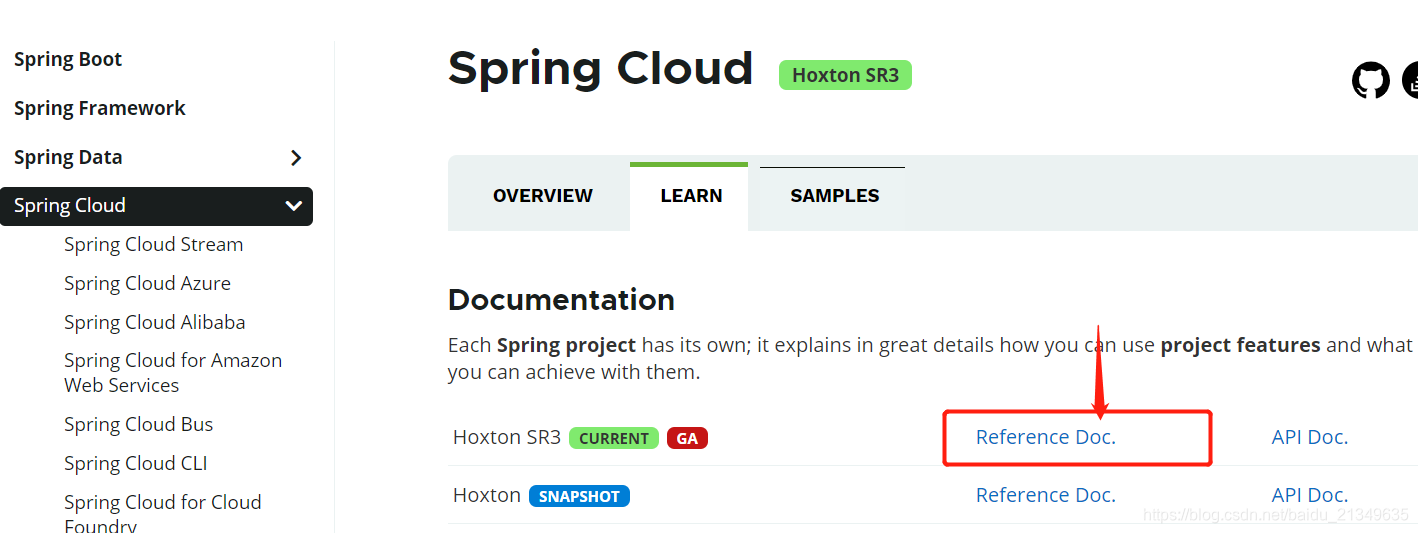 Spring Boot
Spring Framework
Spring Data
Spring Cloud
Spring Cloud Stream
Spring Cloud Azure
Spring Cloud Alibaba
Spring Cloud for Amazon
Web Services
Spring Cloud Bus
Spring Cloud CLI
Spring Cloud for Cloud
Foundry
Spring Cloud Hoxton SR3
OVERVIEW LEARN SAMPLES
Documentation
Each Spring project has its own; it explains in great details how you can use project features and what
you can achieve with them.
Hoxton SR3 CURRENT GA Reference Doc. API Doc.
Hoxton SNAPSHOT Reference Doc. API Doc.
https://blog.csdn.net/baidu_21349635